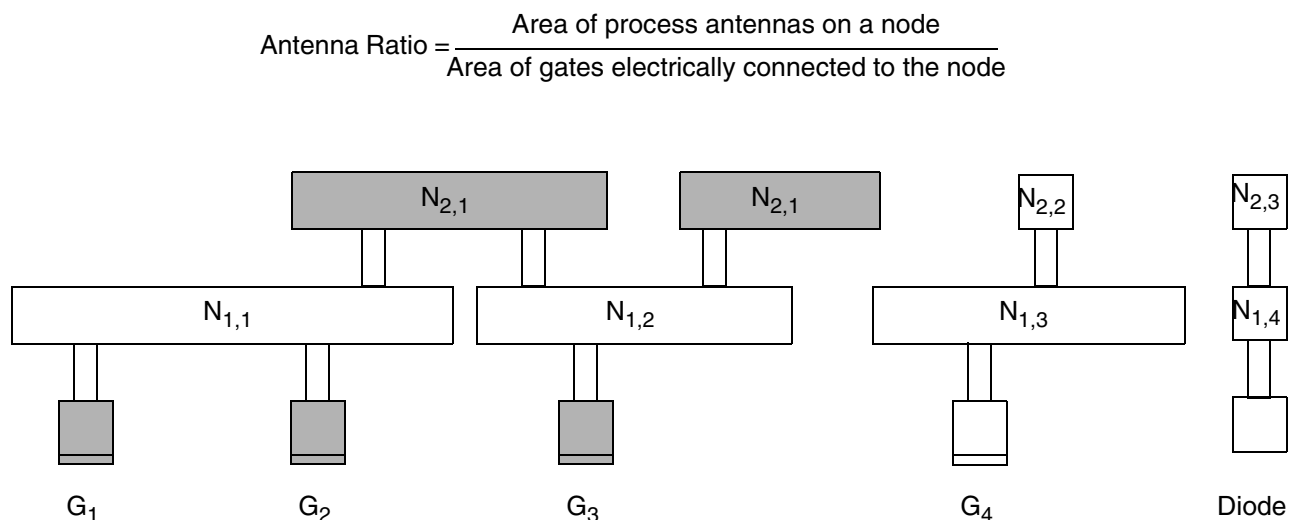 Area of process antennas on a node
Antenna Ratio =
Area of gates electrically connected to the node
N2,1 N2,1 N2,2 N2,3
N1,1 N1,2 N1,3 N1,4
G1 G2 G3 G4 Diode